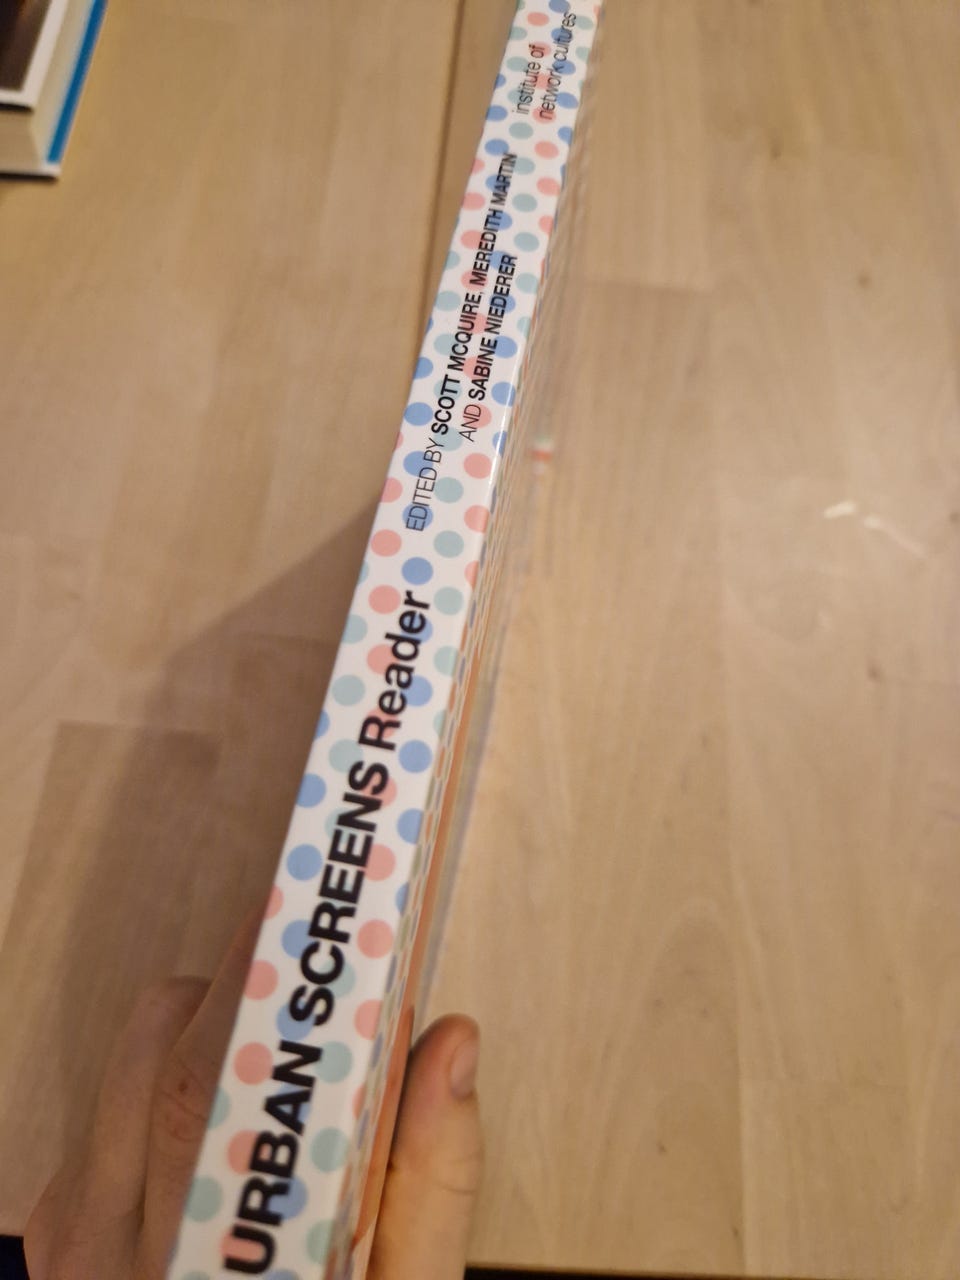 URBAN SCREENS Reader
EDITED BY SCOTT MCQUIRE, MEREDITH MARTIN
AND SABINE NIEDERER
institute of
network cultures